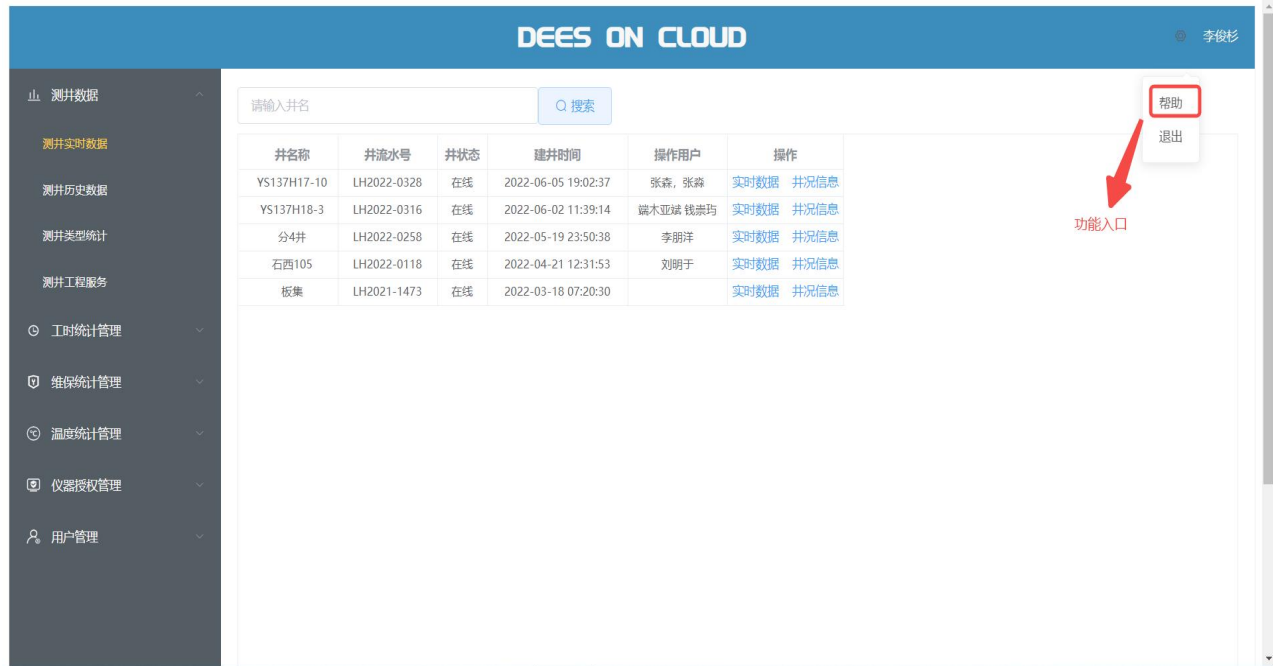 DEES ON CLOUD
李俊杉
测井数据
测井实时数据
测井历史数据
测井类型统计
测井工程服务
工时统计管理
维保统计管理
温度统计管理
仪器授权管理
用户管理
请输入井名 搜索
帮助
退出
功能入口
井名称 井流水号 井状态 建井时间 操作用户 操作
YS137H17-10 LH2022-0328 在线 2022-06-05 19:02:37 张森，张淼 实时数据 井况信息
YS137H18-3 LH2022-0316 在线 2022-06-02 11:39:14 端木亚斌 钱崇玙 实时数据 井况信息
分4井 LH2022-0258 在线 2022-05-19 23:50:38 李朋洋 实时数据 井况信息
石西105 LH2022-0118 在线 2022-04-21 12:31:53 刘明于 实时数据 井况信息
板集 LH2021-1473 在线 2022-03-18 07:20:30 实时数据 井况信息